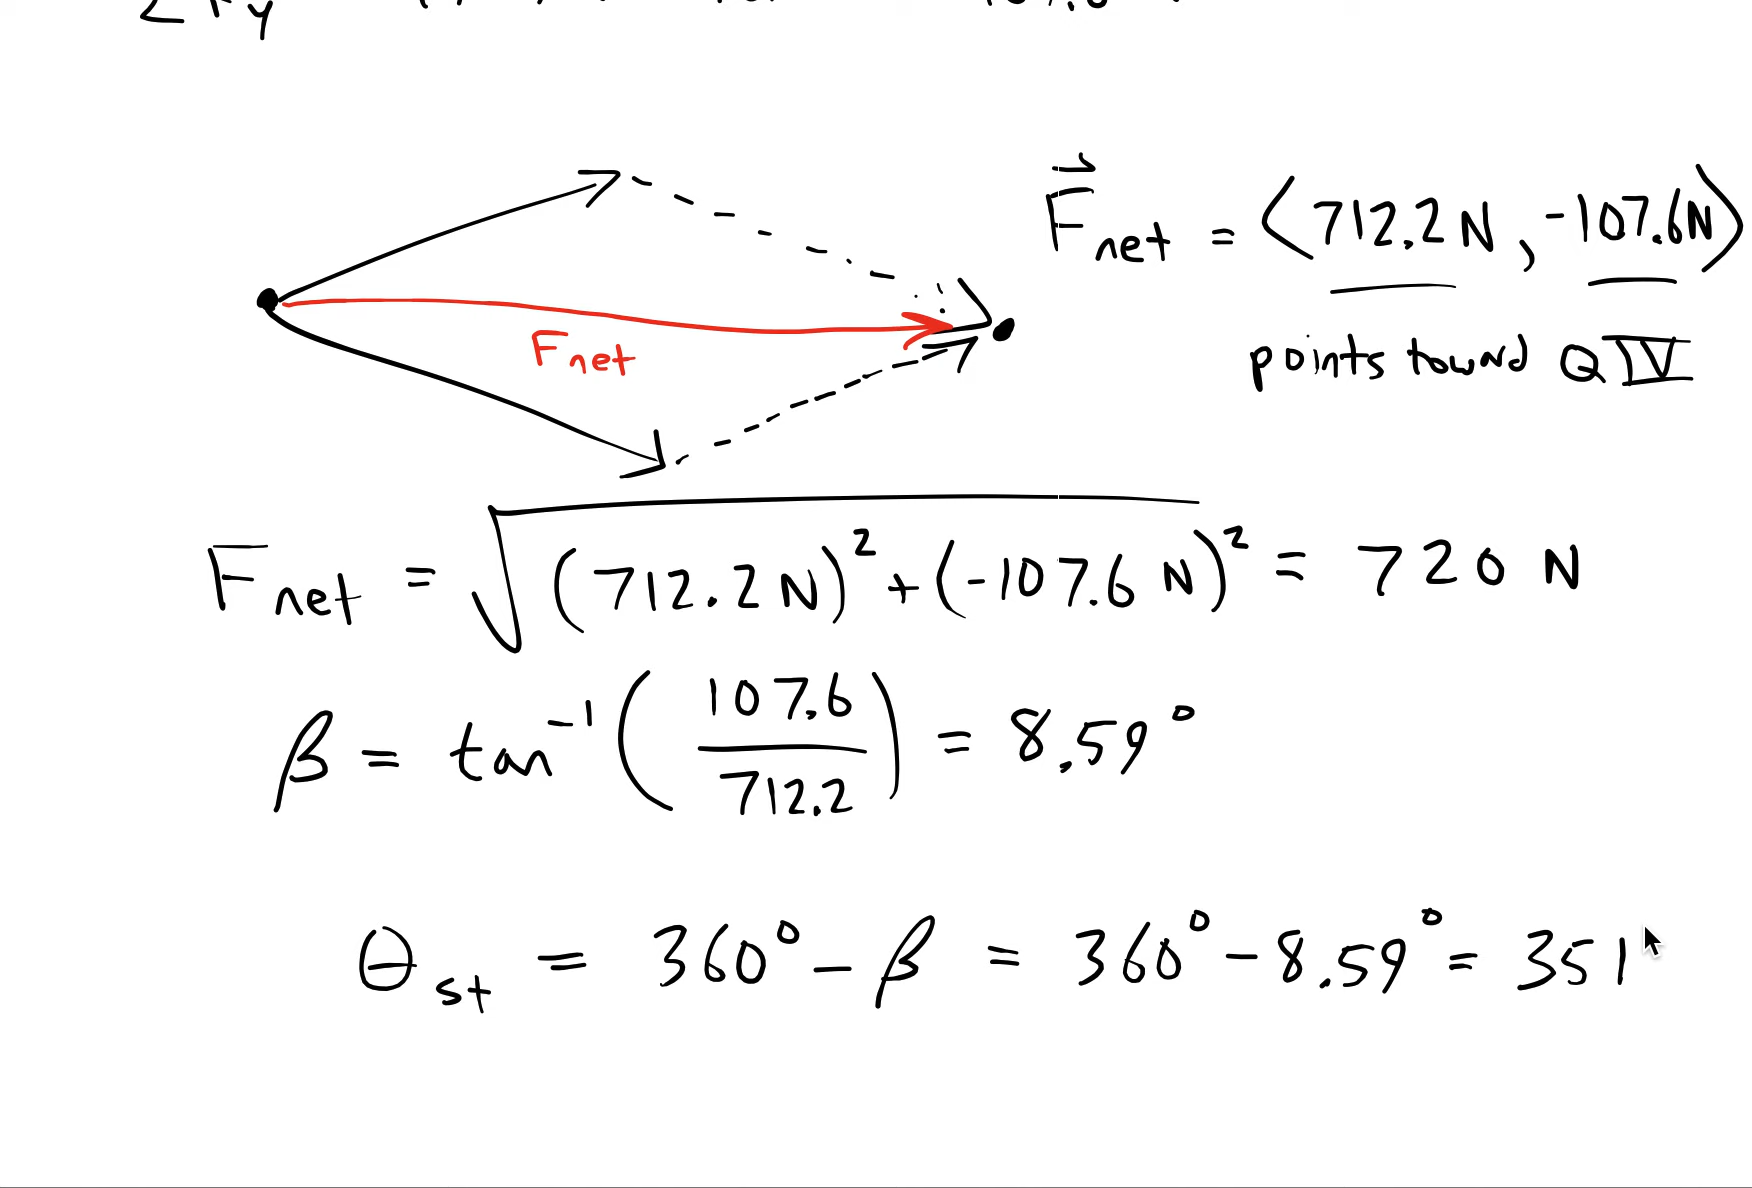 F⃗net = ⟨712.2 N, -107.6 N⟩
Fnet
points toward QIV
Fnet = √(712.2 N)² + (-107.6 N)² = 720 N
β = tan⁻¹(107.6/712.2) = 8.59°
θst = 360° - β = 360° - 8.59° = 351